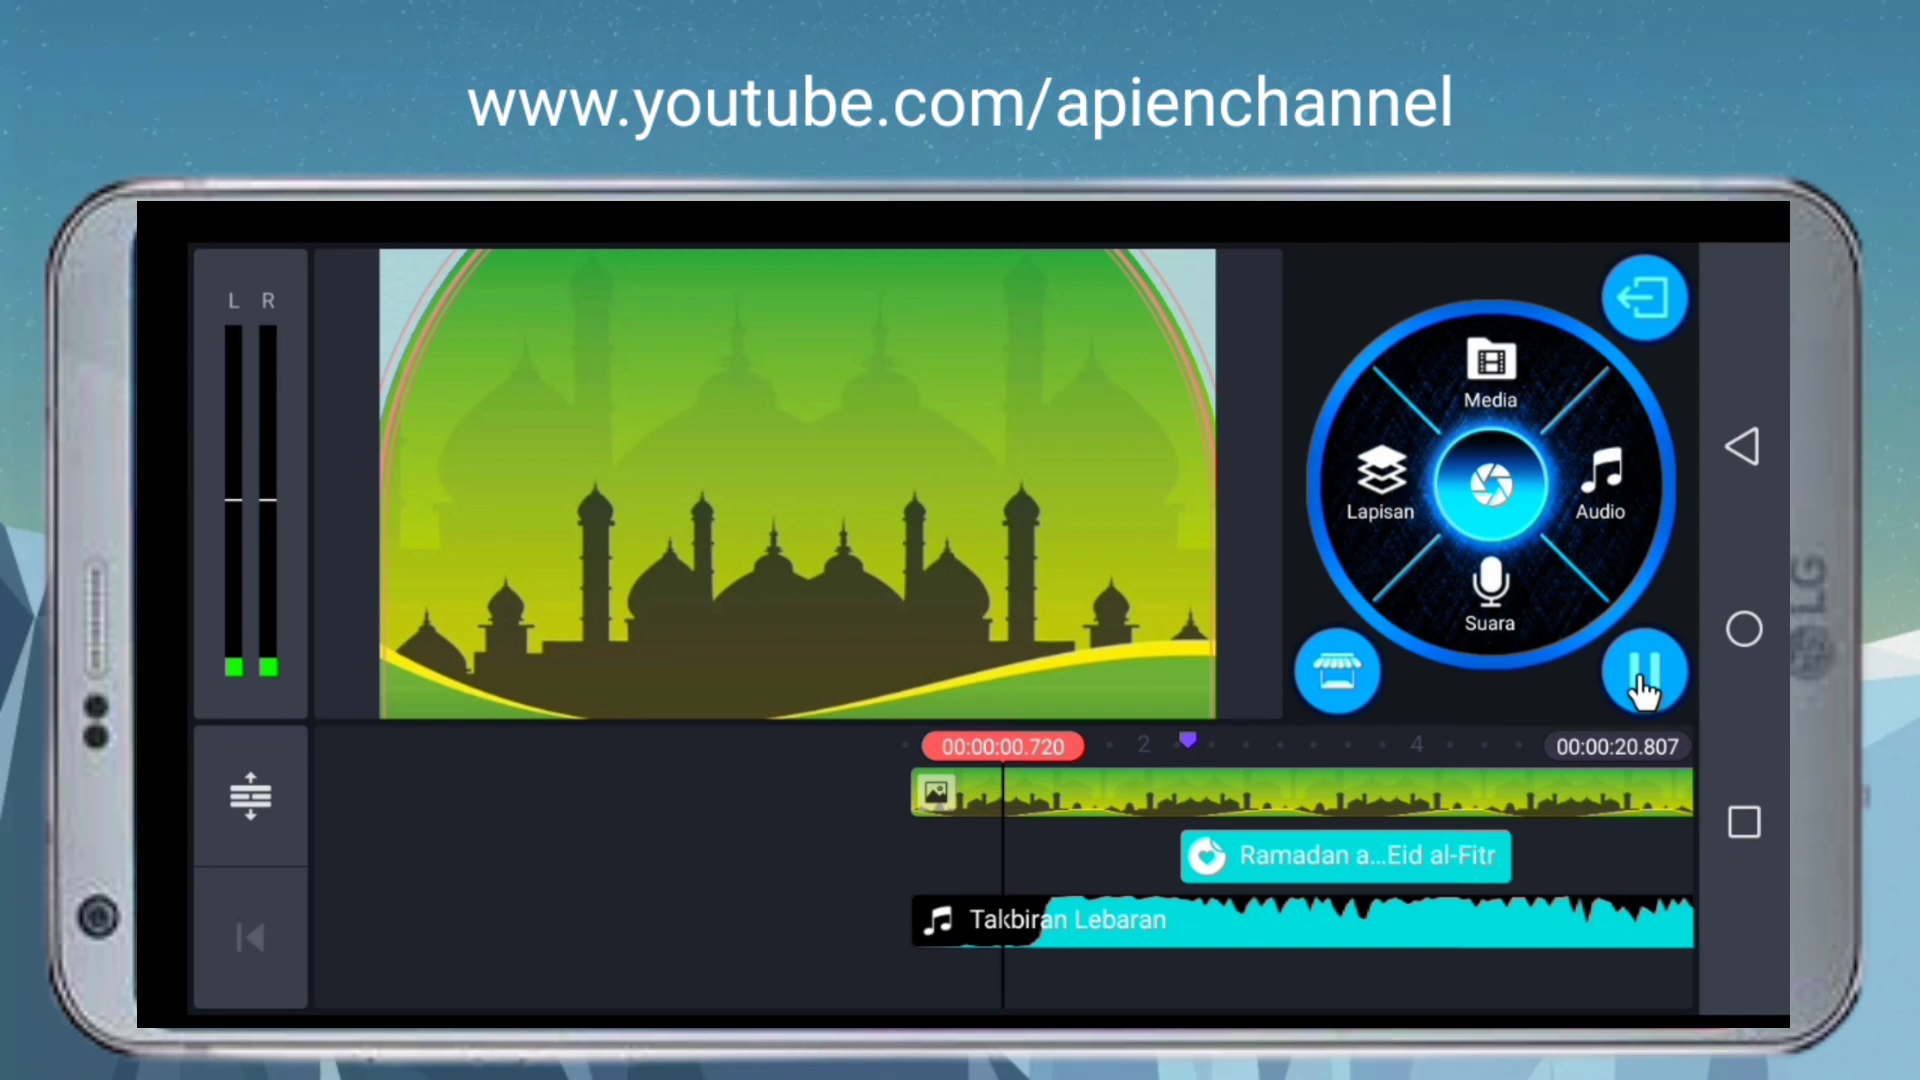 www.youtube.com/apienchannel
L R
Media
Lapisan
Audio
Suara
LG
00:00:00.720
2
4
00:00:20.807
Ramadan a...Eid al-Fitr
Takbiran Lebaran